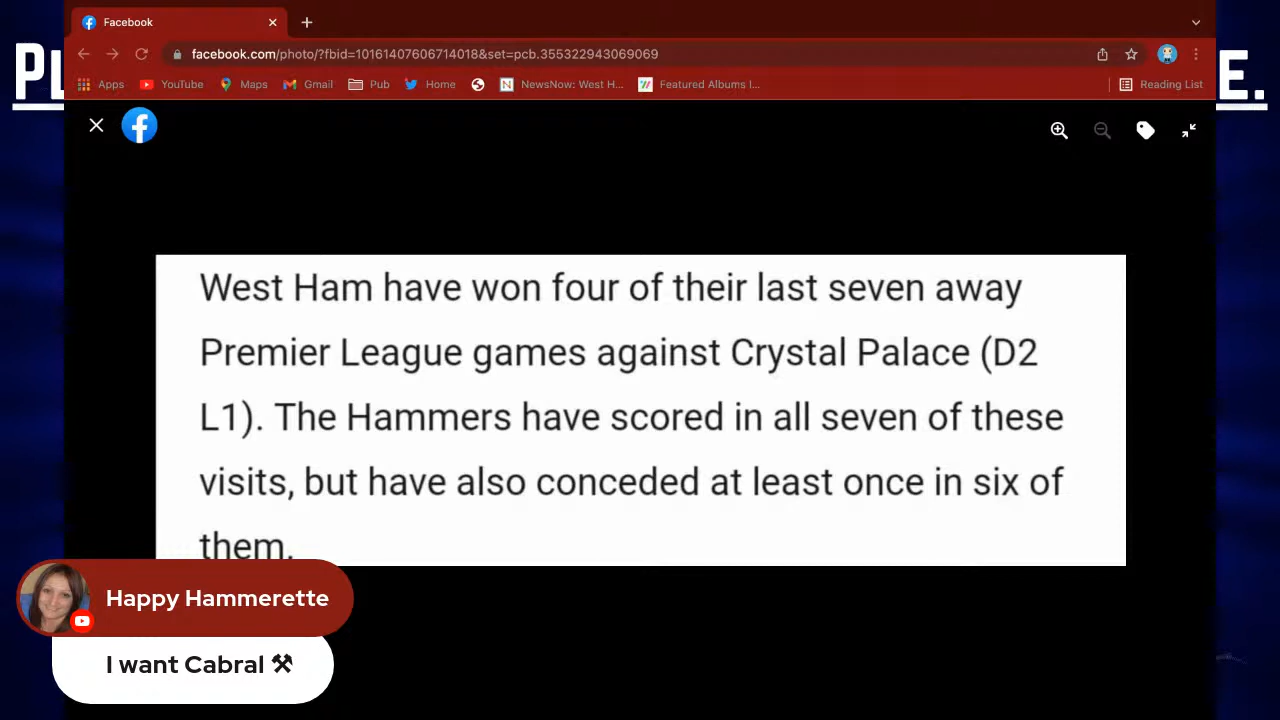 Facebook
facebook.com/photo/?fbid=10161407606714018&set=pcb.355322943069069
Apps YouTube Maps Gmail Pub Home NewsNow: West H... Featured Albums I... Reading List
PL
E.
West Ham have won four of their last seven away
Premier League games against Crystal Palace (D2
L1). The Hammers have scored in all seven of these
visits, but have also conceded at least once in six of
them.
Happy Hammerette
I want Cabral ⚒